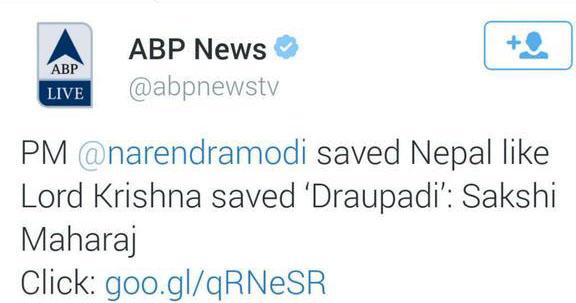 ABP
LIVE
ABP News
@abpnewstv
PM @narendramodi saved Nepal like
Lord Krishna saved ‘Draupadi’: Sakshi
Maharaj
Click: goo.gl/qRNeSR